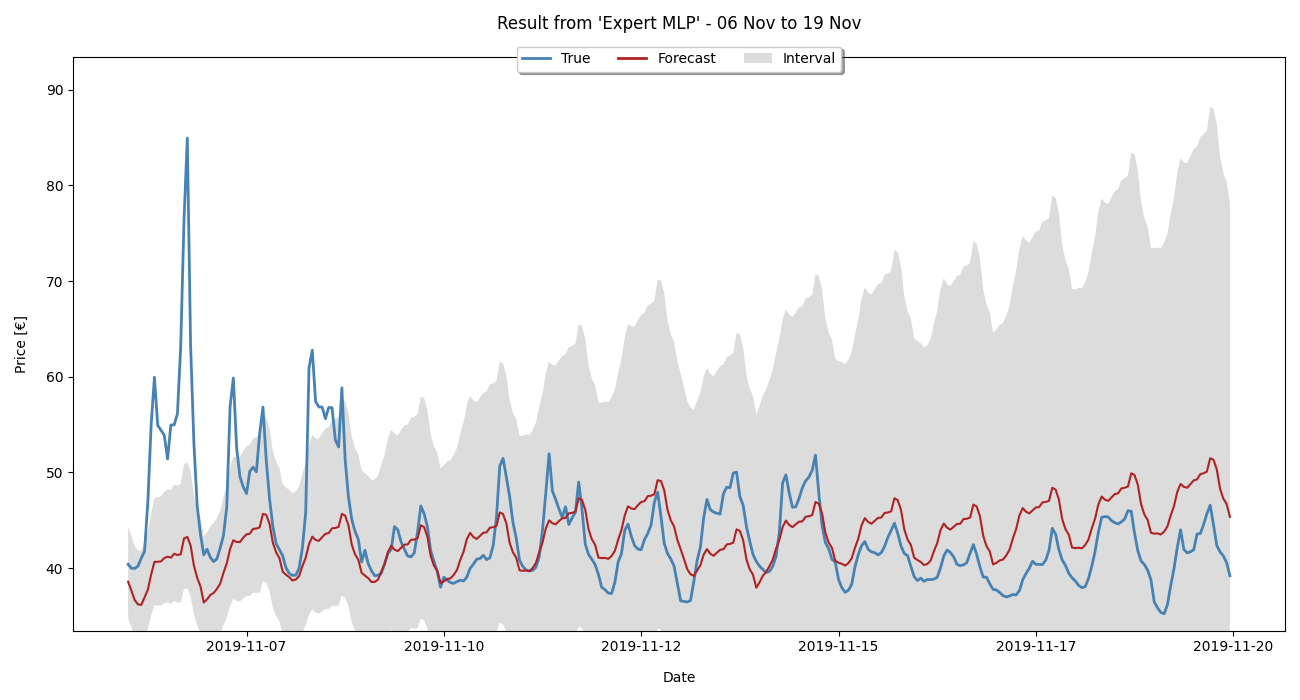 Result from 'Expert MLP' - 06 Nov to 19 Nov
True Forecast Interval
90
80
70
60
50
40
Price [€]
2019-11-07 2019-11-10 2019-11-12 2019-11-15 2019-11-17 2019-11-20
Date